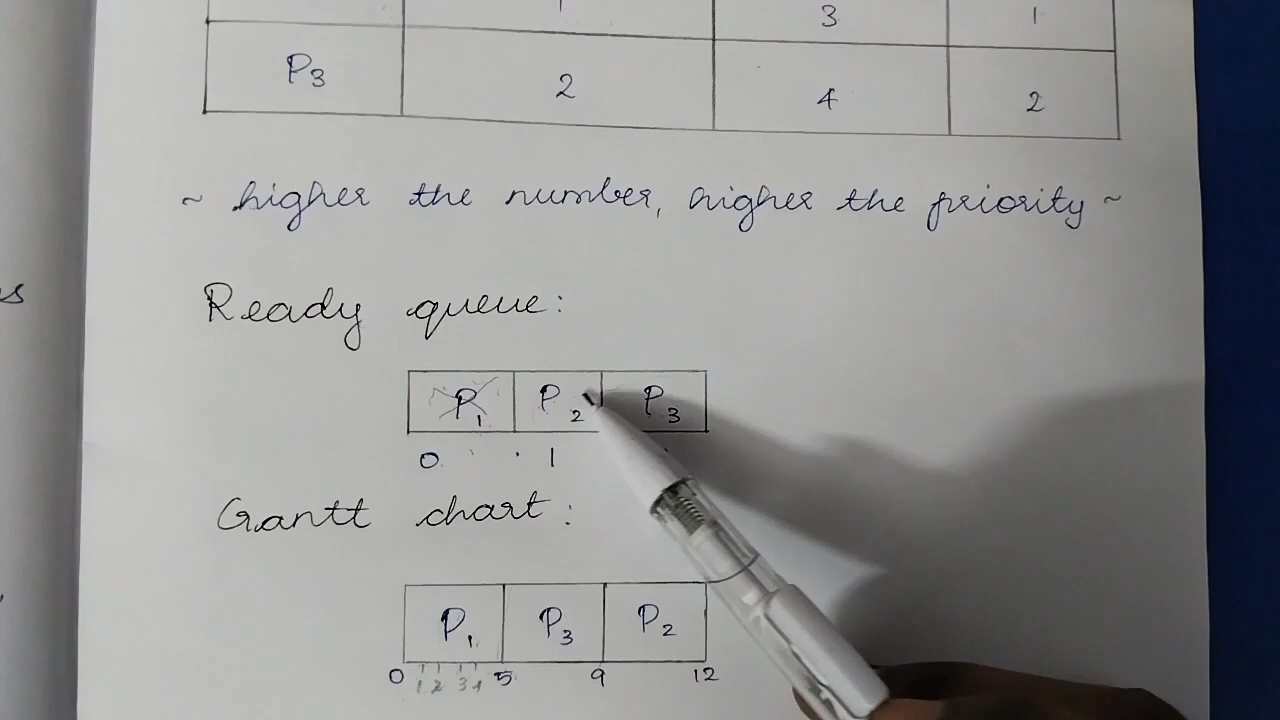 1 3 1
P3 2 4 2
~ higher the number, higher the priority ~
Ready queue:
P1 P2 P3
0 1
Gantt chart:
P1 P3 P2
0 1 2 3 4 5 9 12